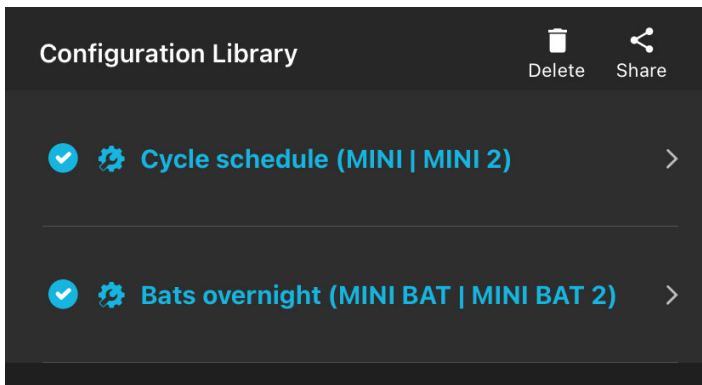 Configuration Library
Delete
Share
Cycle schedule (MINI | MINI 2)
Bats overnight (MINI BAT | MINI BAT 2)